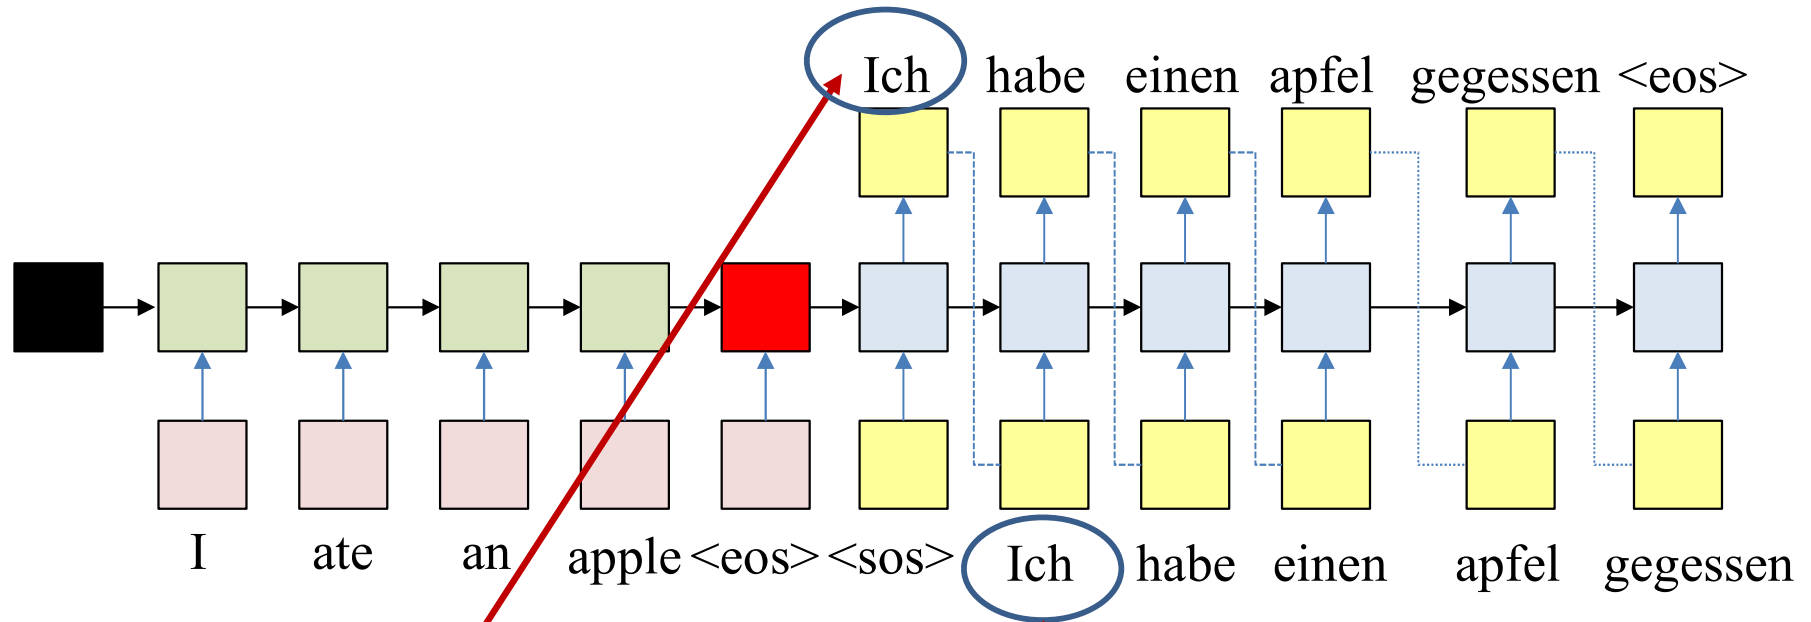 Ich habe einen apfel gegessen <eos>
I ate an apple <eos> <sos> Ich habe einen apfel gegessen